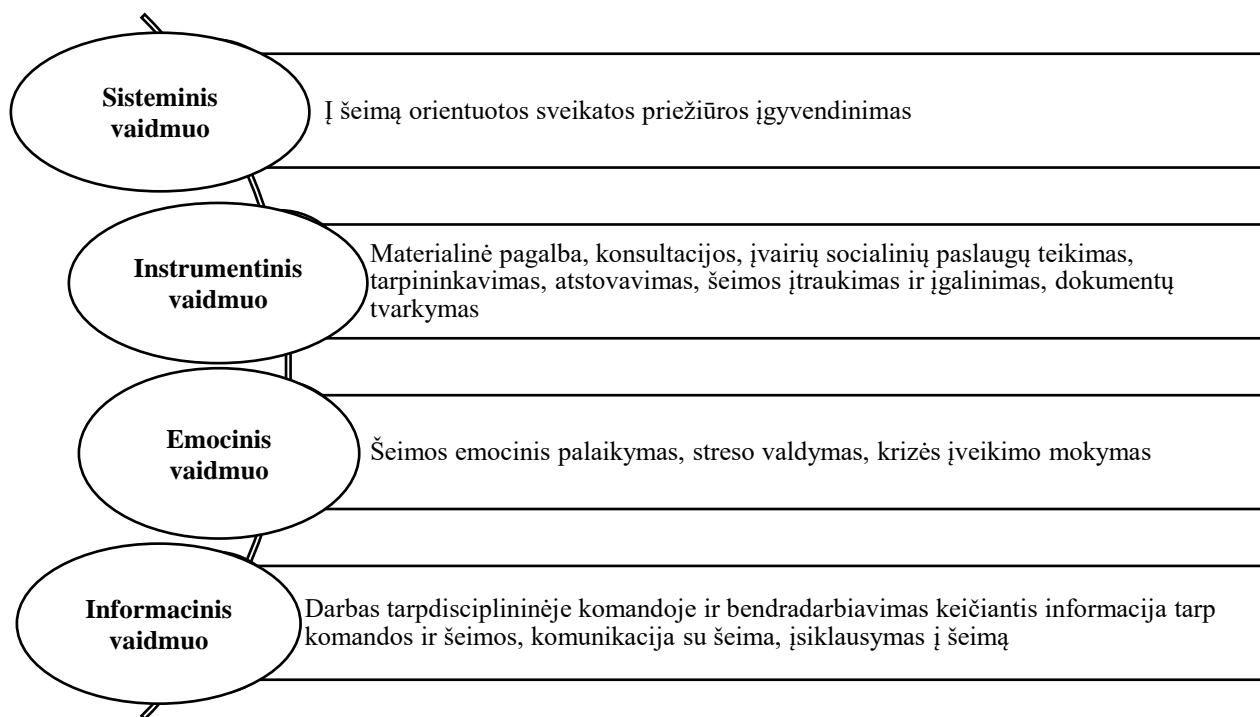 Sisteminis
vaidmuo
Į šeimą orientuotos sveikatos priežiūros įgyvendinimas
Instrumentinis
vaidmuo
Materialinė pagalba, konsultacijos, įvairių socialinių paslaugų teikimas,
tarpininkavimas, atstovavimas, šeimos įtraukimas ir įgalinimas, dokumentų
tvarkymas
Emocinis
vaidmuo
Šeimos emocinis palaikymas, streso valdymas, krizės įveikimo mokymas
Informacinis
vaidmuo
Darbas tarpdisciplininėje komandoje ir bendradarbiavimas keičiantis informacija tarp
komandos ir šeimos, komunikacija su šeima, įsiklausymas į šeimą